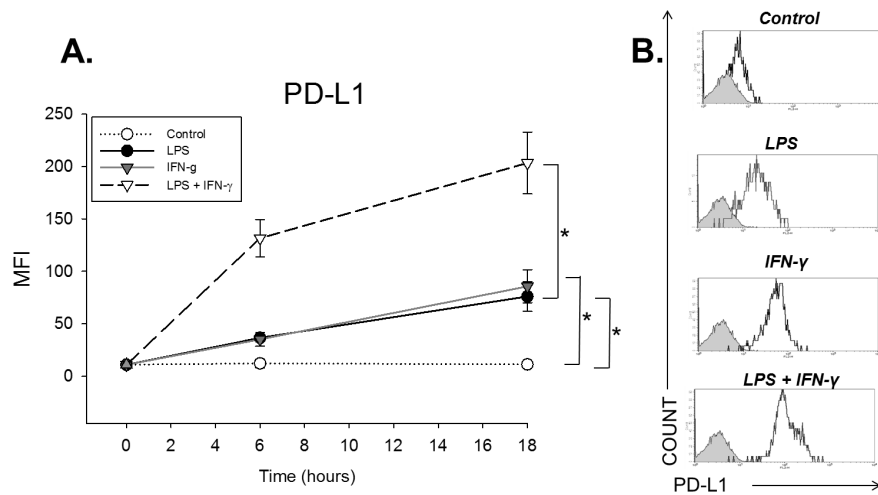 A.
PD-L1
250
200
150
100
50
0
MFI
Control
LPS
IFN-g
LPS + IFN-γ
*
*
*
0 2 4 6 8 10 12 14 16 18
Time (hours)
B.
Control
LPS
IFN-γ
LPS + IFN-γ
COUNT
PD-L1